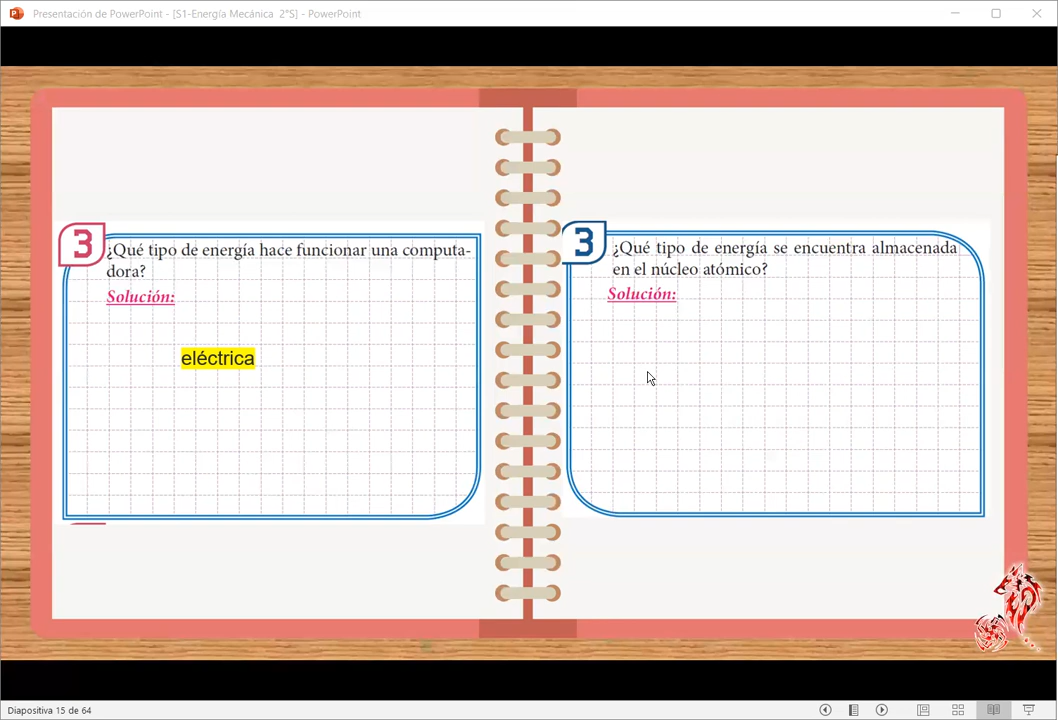 Presentación de PowerPoint - [S1-Energía Mecánica 2°S] - PowerPoint
3
¿Qué tipo de energía hace funcionar una computa-
dora?
Solución:
eléctrica
3
¿Qué tipo de energía se encuentra almacenada
en el núcleo atómico?
Solución:
Diapositiva 15 de 64